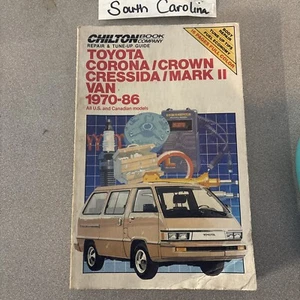 South Carolina
CHILTON BOOK COMPANY
REPAIR & TUNE-UP GUIDE
TOYOTA
CORONA/CROWN
CRESSIDA/MARK II
VAN
1970-86
All U.S. and Canadian models
TOYOTA